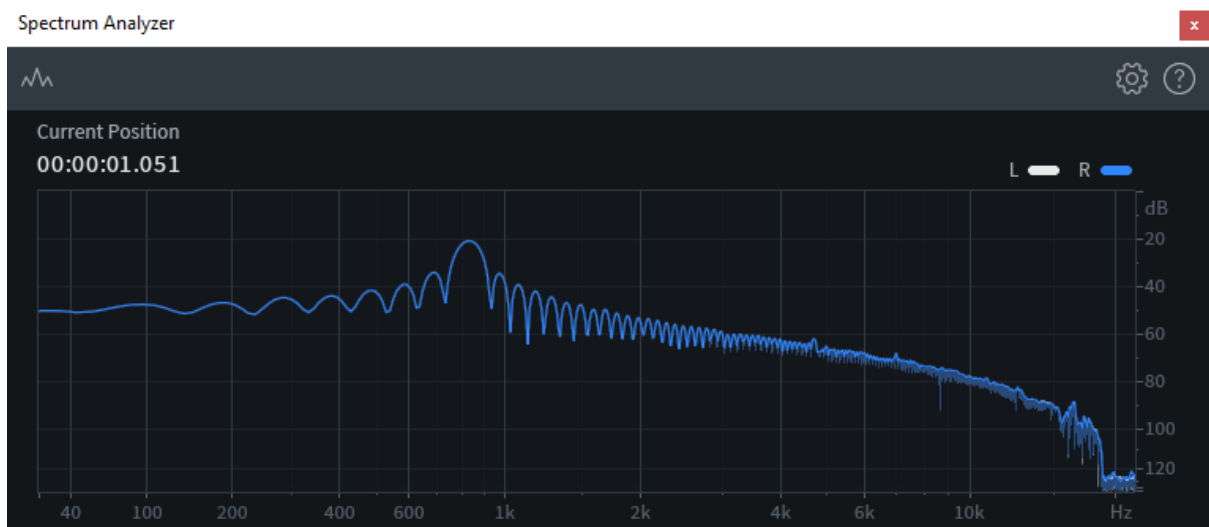 Spectrum Analyzer
x
?
Current Position
00:00:01.051
L R
dB
-20
-40
-60
-80
-100
-120
40 100 200 400 600 1k 2k 4k 6k 10k Hz